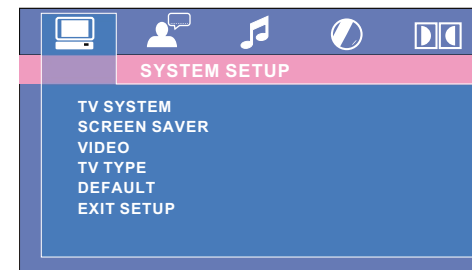 SYSTEM SETUP
TV SYSTEM
SCREEN SAVER
VIDEO
TV TYPE
DEFAULT
EXIT SETUP